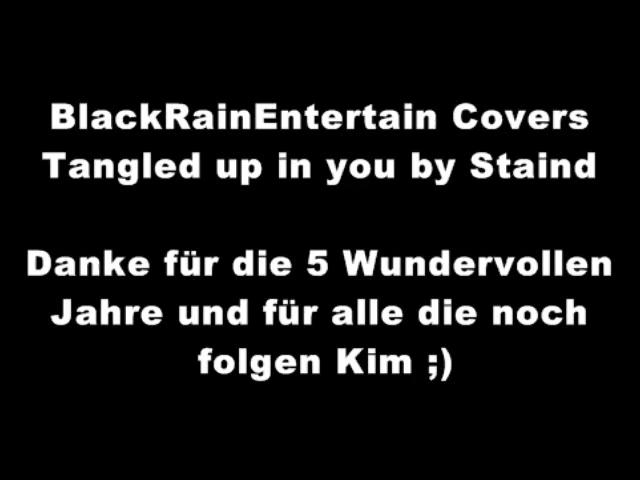 BlackRainEntertain Covers
Tangled up in you by Staind
Danke für die 5 Wundervollen
Jahre und für alle die noch
folgen Kim ;)